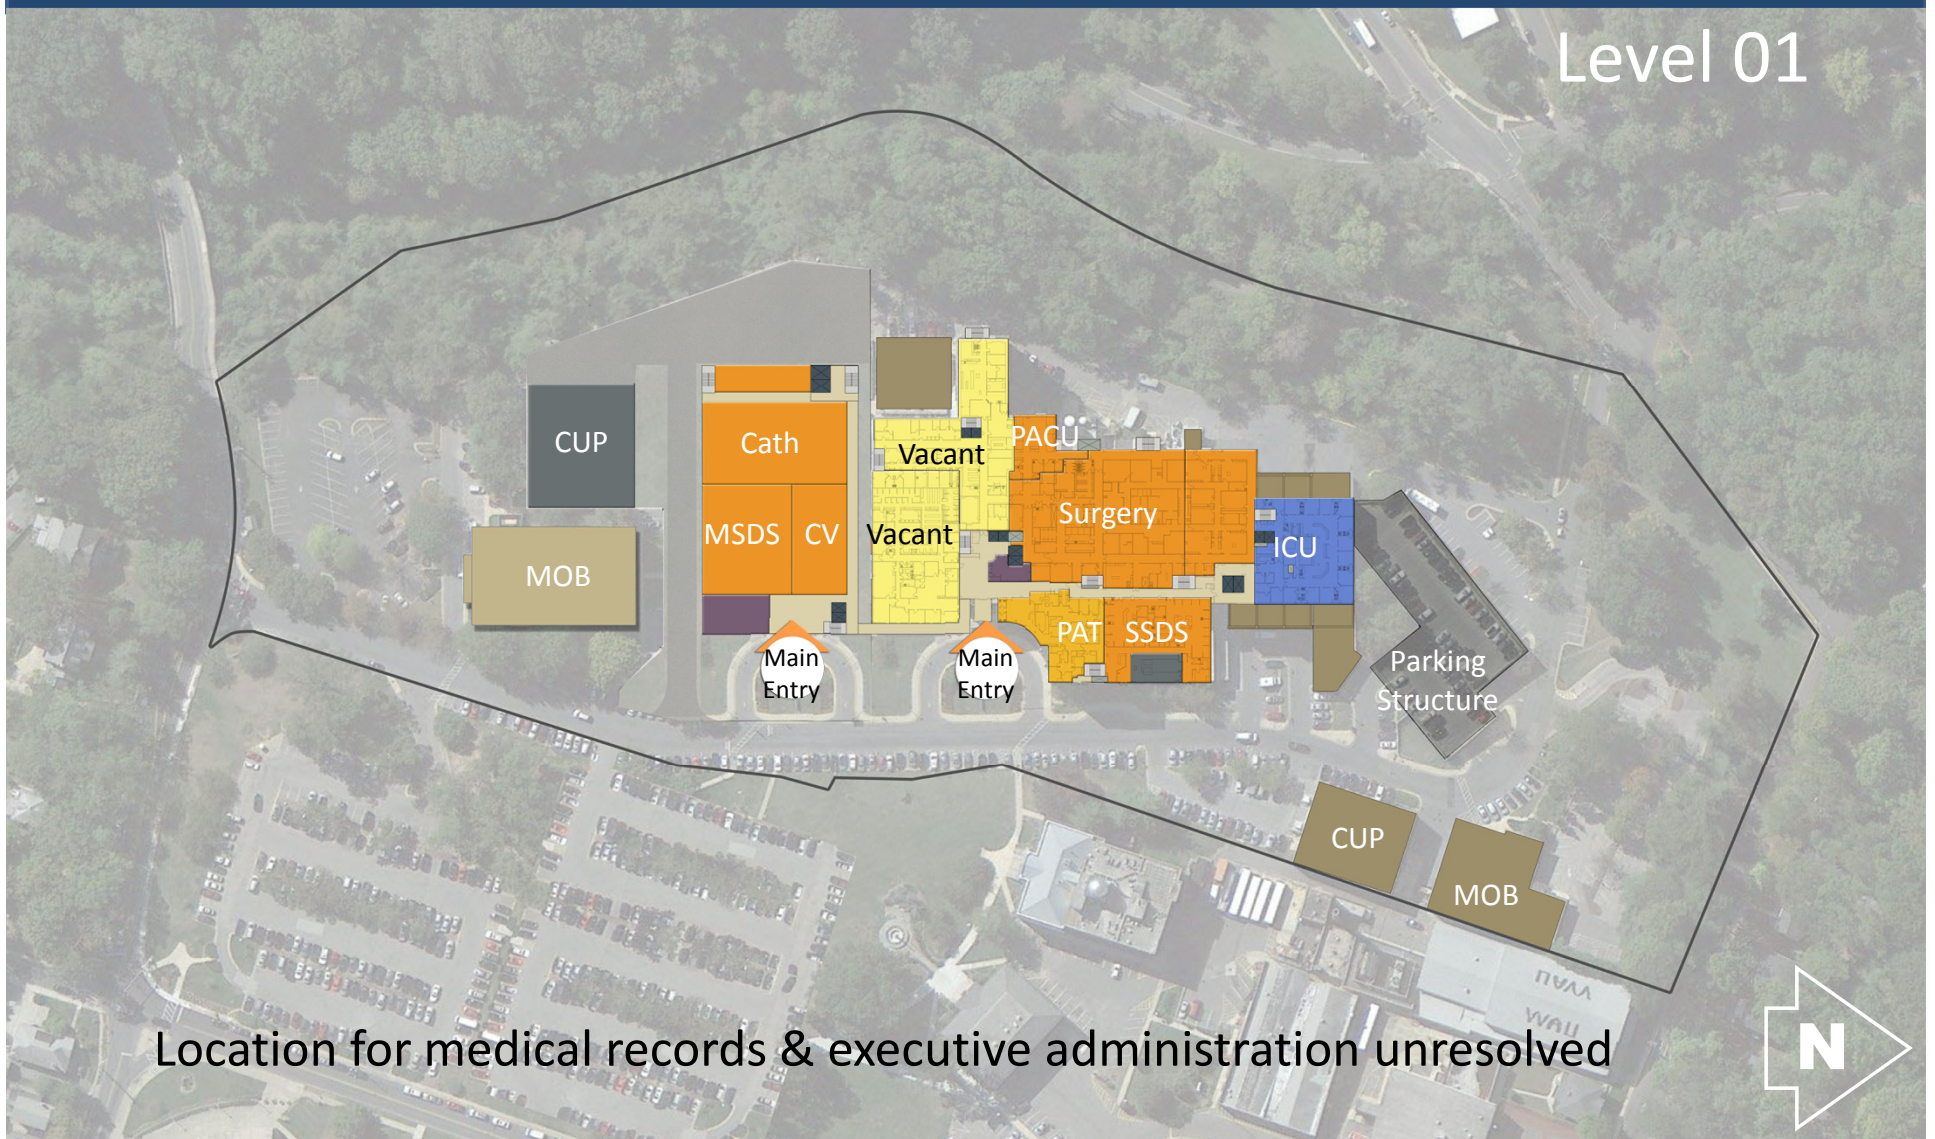 Level 01
CUP
Cath
PACU
Vacant
Surgery
MSDS
CV
Vacant
ICU
MOB
PAT
SSDS
Main
Entry
Main
Entry
Parking
Structure
CUP
MOB
Location for medical records & executive administration unresolved
N